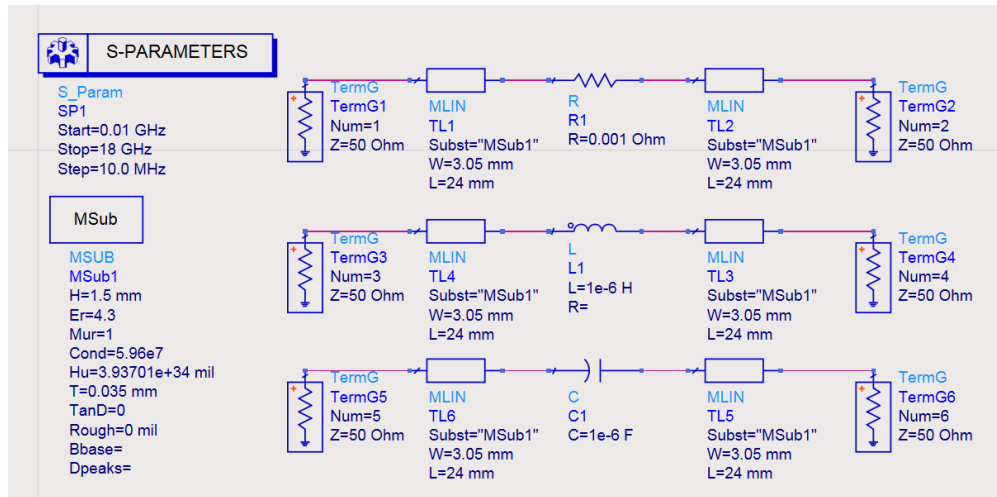 S-PARAMETERS
S_Param
SP1
Start=0.01 GHz
Stop=18 GHz
Step=10.0 MHz
MSub
MSUB
MSub1
H=1.5 mm
Er=4.3
Mur=1
Cond=5.96e7
Hu=3.93701e+34 mil
T=0.035 mm
TanD=0
Rough=0 mil
Bbase=
Dpeaks=
TermG
TermG1
Num=1
Z=50 Ohm
MLIN
TL1
Subst="MSub1"
W=3.05 mm
L=24 mm
R
R1
R=0.001 Ohm
MLIN
TL2
Subst="MSub1"
W=3.05 mm
L=24 mm
TermG
TermG2
Num=2
Z=50 Ohm
TermG
TermG3
Num=3
Z=50 Ohm
MLIN
TL4
Subst="MSub1"
W=3.05 mm
L=24 mm
L
L1
L=1e-6 H
R=
MLIN
TL3
Subst="MSub1"
W=3.05 mm
L=24 mm
TermG
TermG4
Num=4
Z=50 Ohm
TermG
TermG5
Num=5
Z=50 Ohm
MLIN
TL6
Subst="MSub1"
W=3.05 mm
L=24 mm
C
C1
C=1e-6 F
MLIN
TL5
Subst="MSub1"
W=3.05 mm
L=24 mm
TermG
TermG6
Num=6
Z=50 Ohm